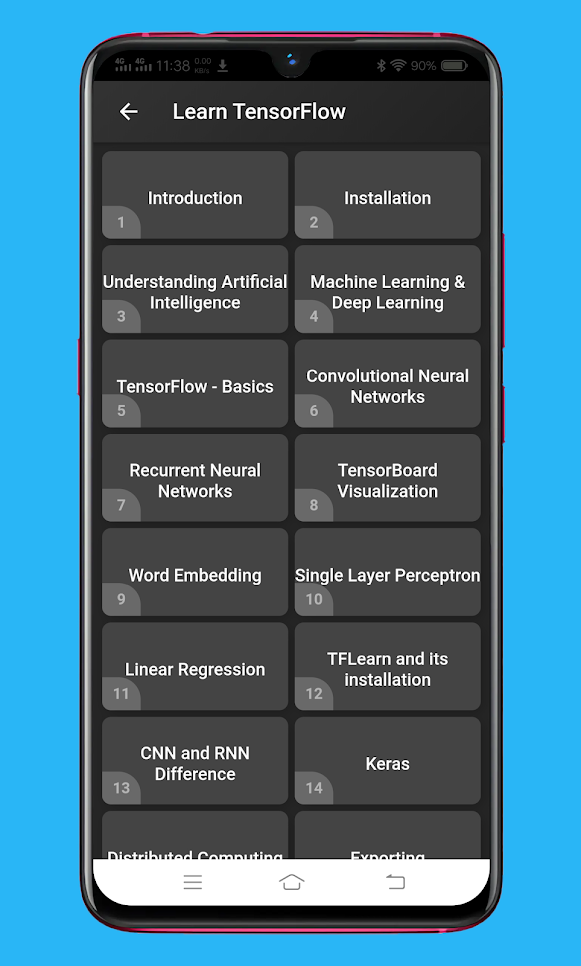 4G 4G 11:38 0.00 KB/s 90%
Learn TensorFlow
Introduction
1
Installation
2
Understanding Artificial
Intelligence
3
Machine Learning &
Deep Learning
4
TensorFlow - Basics
5
Convolutional Neural
Networks
6
Recurrent Neural
Networks
7
TensorBoard
Visualization
8
Word Embedding
9
Single Layer Perceptron
10
Linear Regression
11
TFLearn and its
installation
12
CNN and RNN
Difference
13
Keras
14
Distributed Computing
Exporting